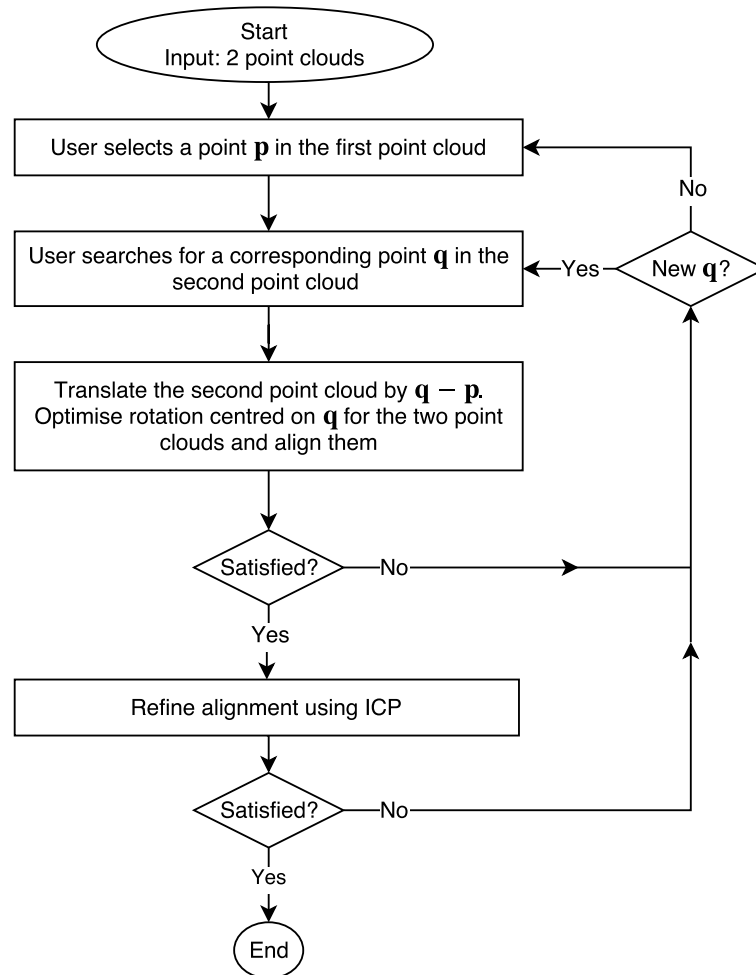 Start
Input: 2 point clouds
User selects a point p in the first point cloud
No
User searches for a corresponding point q in the
second point cloud
Yes
New q?
Translate the second point cloud by q − p.
Optimise rotation centred on q for the two point
clouds and align them
Satisfied?
No
Yes
Refine alignment using ICP
Satisfied?
No
Yes
End